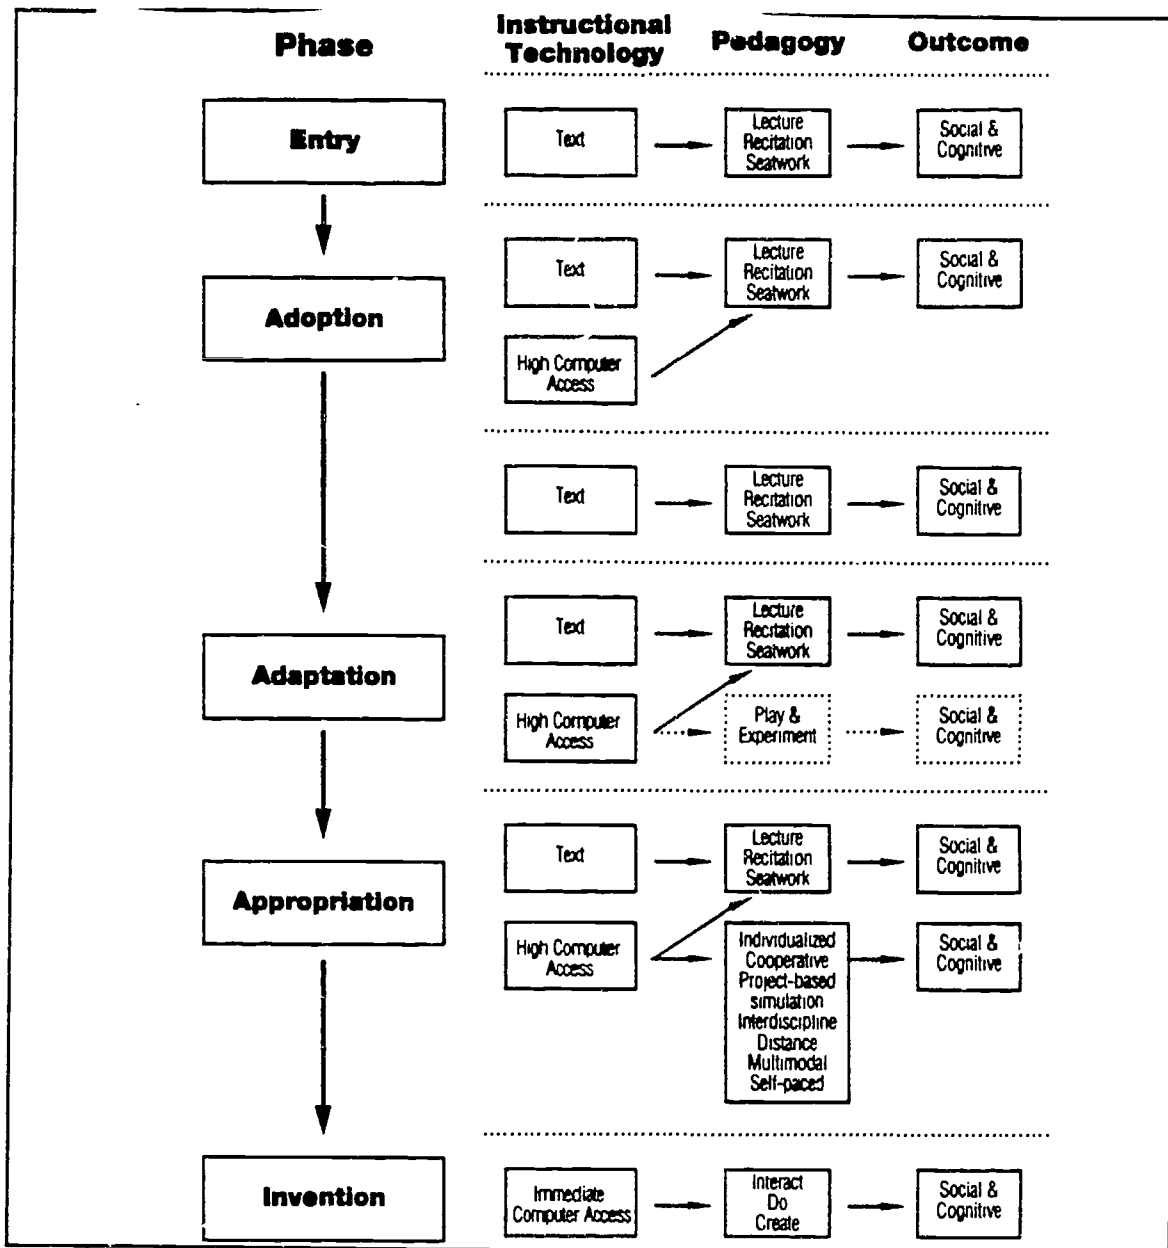 Phase
Instructional
Technology
Pedagogy
Outcome
Entry
Text
Lecture
Recitation
Seatwork
Social &
Cognitive
Adoption
Text
Lecture
Recitation
Seatwork
Social &
Cognitive
High Computer
Access
Text
Lecture
Recitation
Seatwork
Social &
Cognitive
Adaptation
Text
Lecture
Recitation
Seatwork
Social &
Cognitive
High Computer
Access
Play &
Experiment
Social &
Cognitive
Appropriation
Text
Lecture
Recitation
Seatwork
Social &
Cognitive
High Computer
Access
Individualized
Cooperative
Project-based
simulation
Interdiscipline
Distance
Multimodal
Self-paced
Social &
Cognitive
Invention
Immediate
Computer Access
Interact
Do
Create
Social &
Cognitive